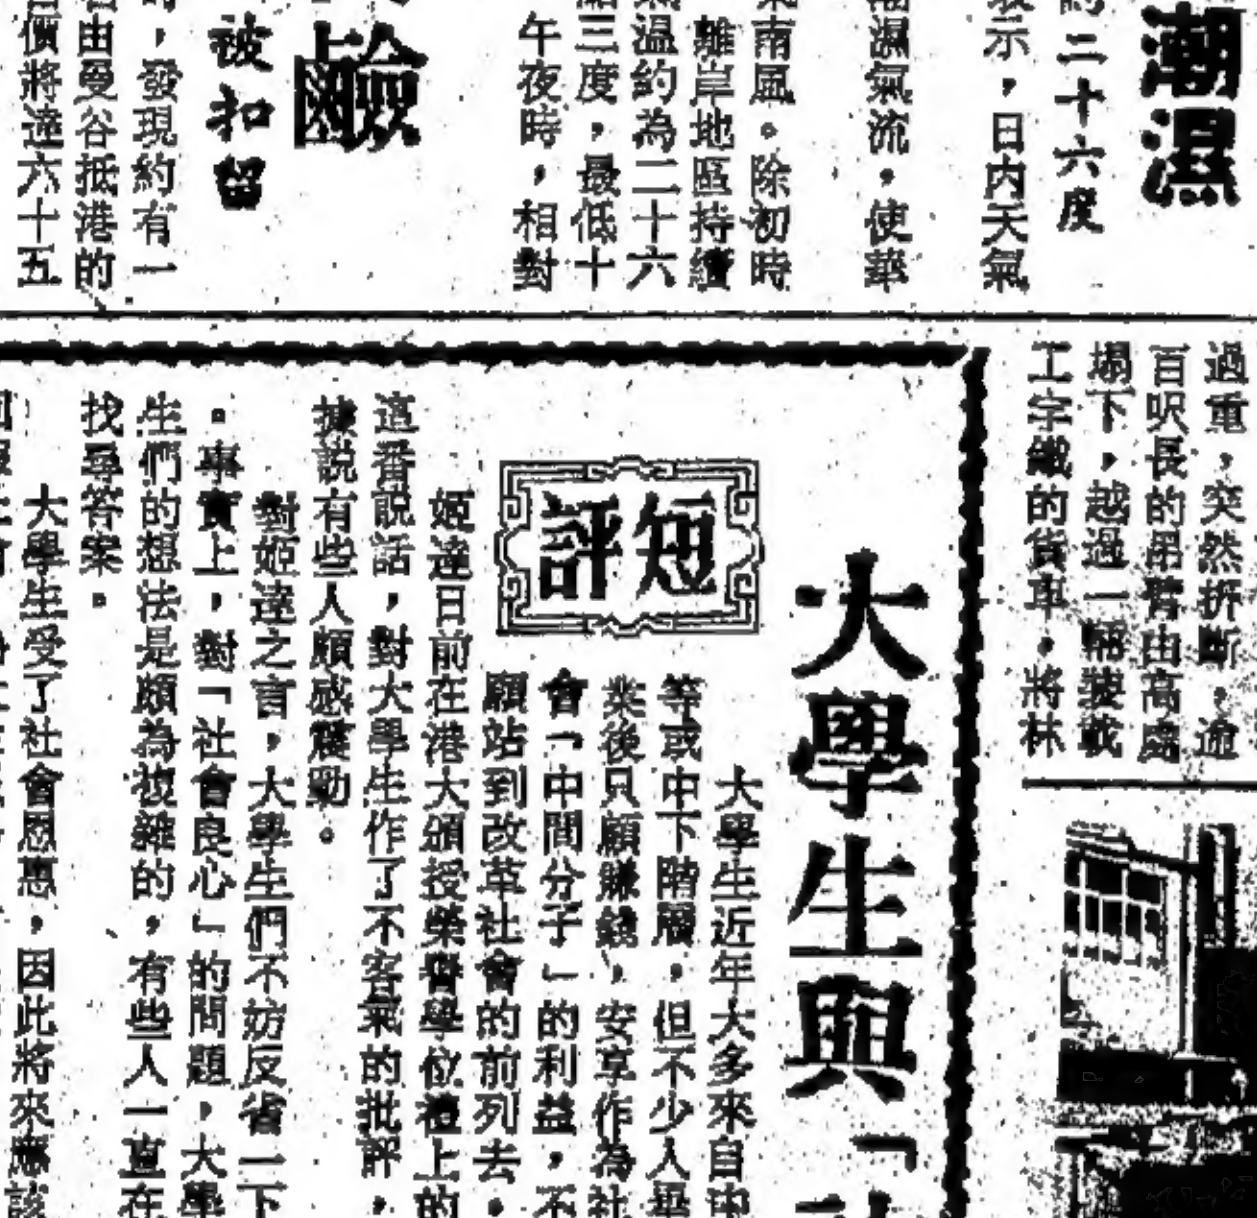 潮濕
二十六度
表示，日內天氣
潮濕氣流，使華
東南風。除初時
離岸地區持續
氣温約為二十六
三度，最低十
午夜時，相對
鹼
被扣留
，發現約有一
由曼谷抵港的
價將達六十五
過重，突然折斷，
百呎長的吊臂由高處
塌下，越過一輛裝載
工字鐵的貨車，將林
大學生與「
短評
大學生近年大多來自中
等或中下階層，但不少人畢
業後只顧賺錢，安享作為社
會「中間分子」的利益，不
願站到改革社會的前列去。
姬達日前在港大頒授榮譽學位禮上的
這番説話，對大學生作了不客氣的批評，
據說有些人頗感震動。
對姬達之言，大學生們不妨反省一下
。事實上，對「社會良心」的問題，大學
生們的想法是頗為複雜的，有些人一直在
找尋答案。
大學生受了社會恩惠，因此將來應該